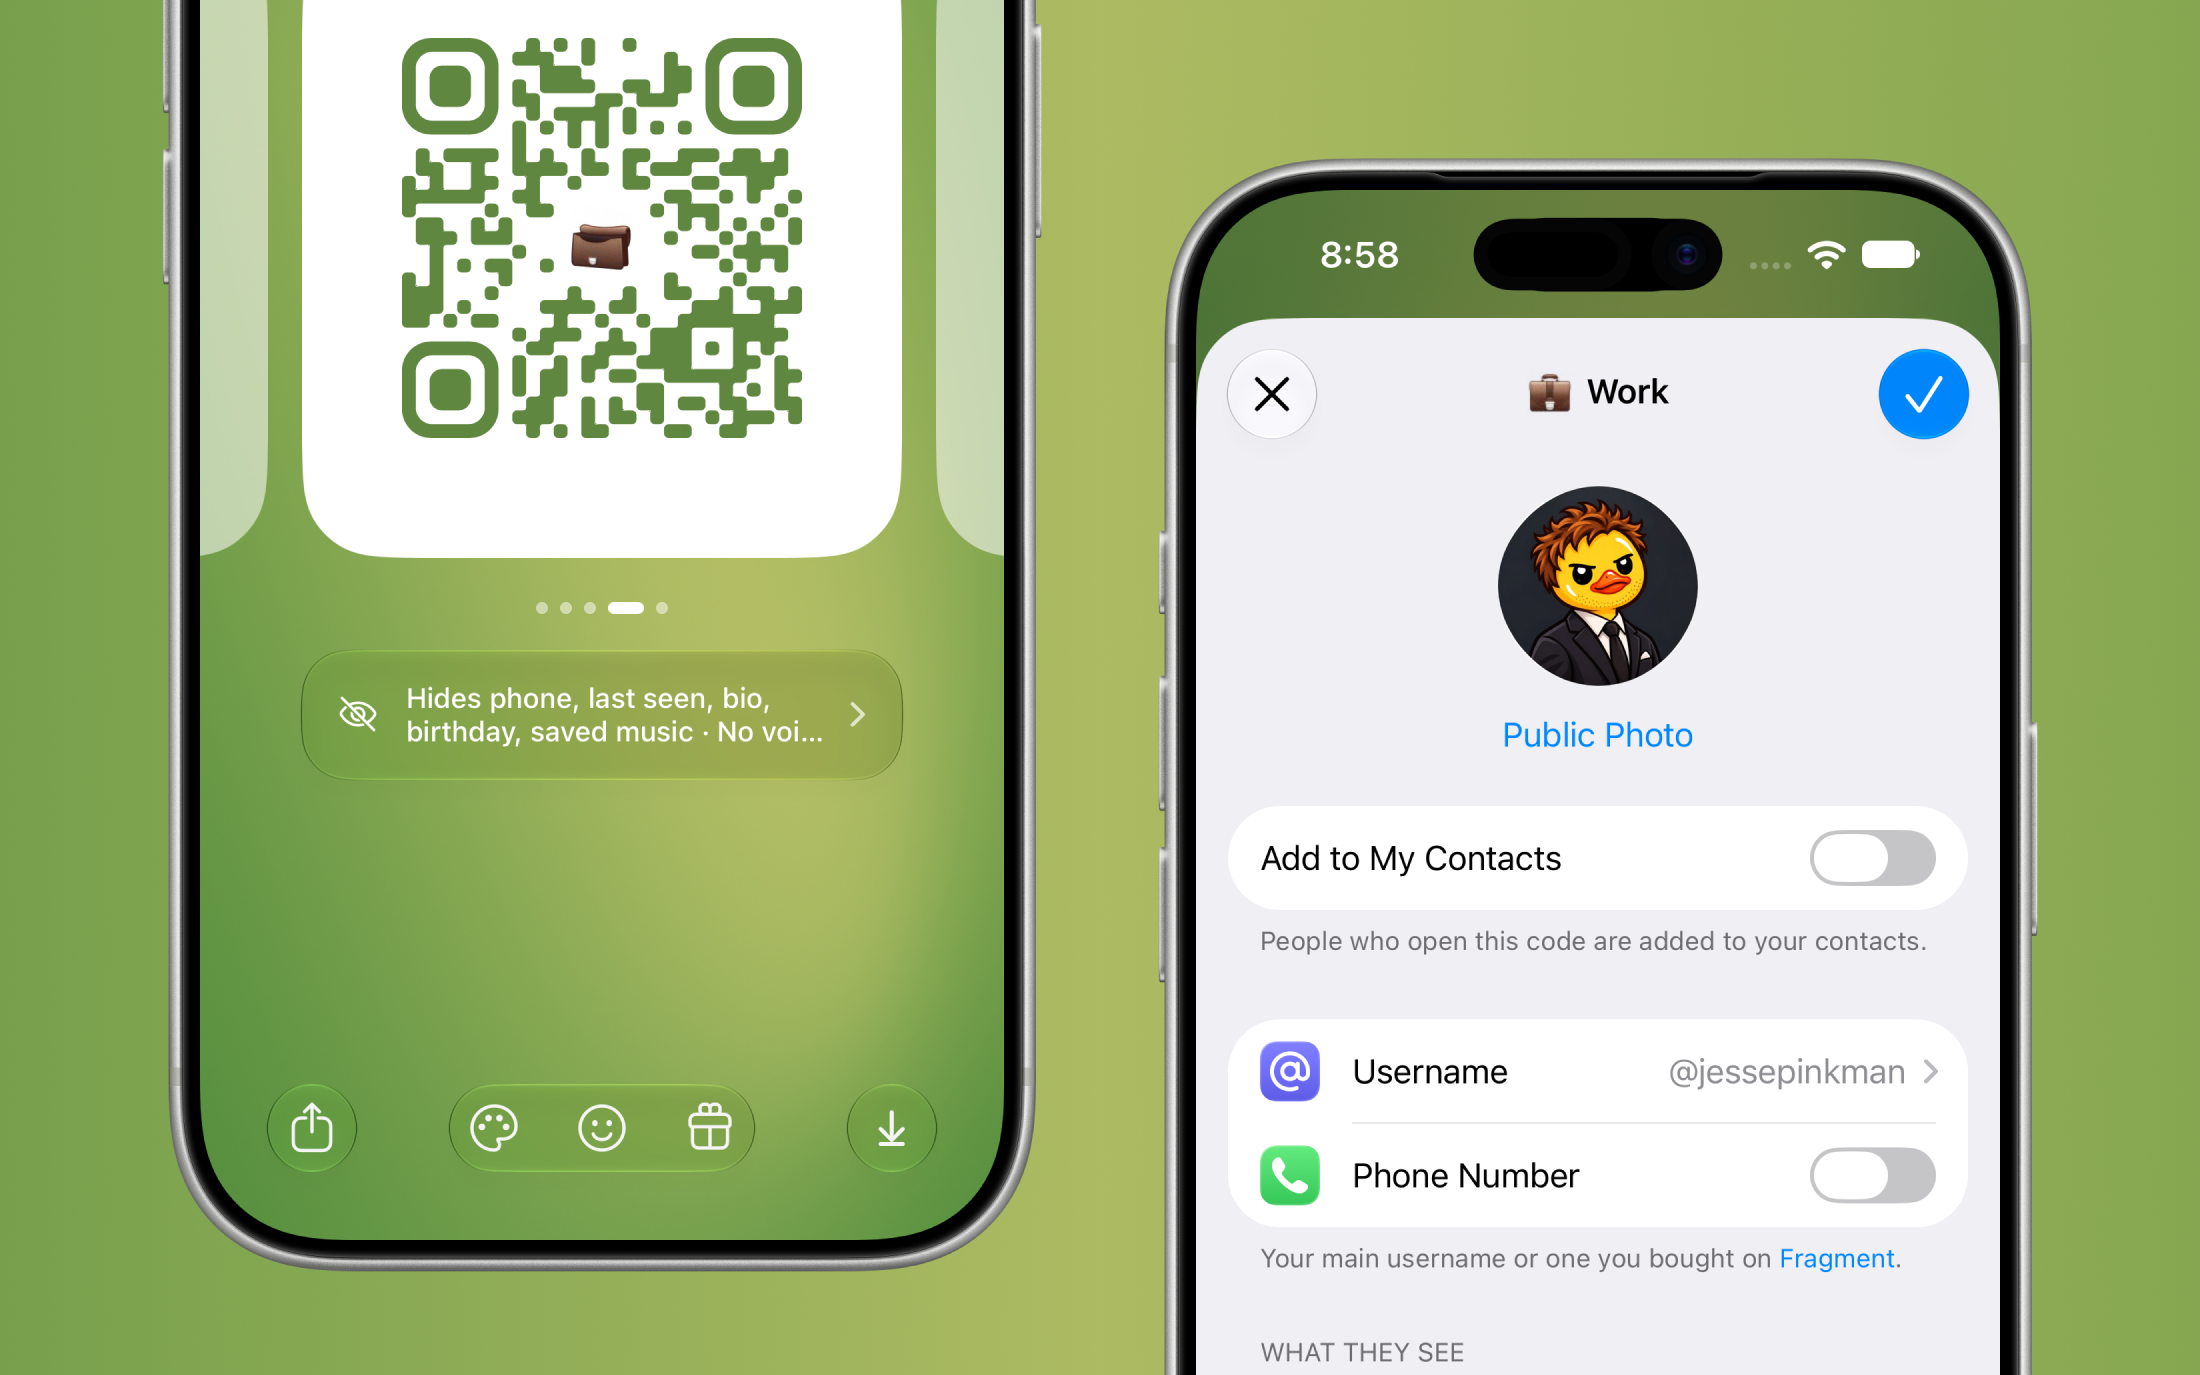 Hides phone, last seen, bio,
birthday, saved music · No voi...
8:58
Work
Public Photo
Add to My Contacts
People who open this code are added to your contacts.
Username @jessepinkman
Phone Number
Your main username or one you bought on Fragment.
WHAT THEY SEE